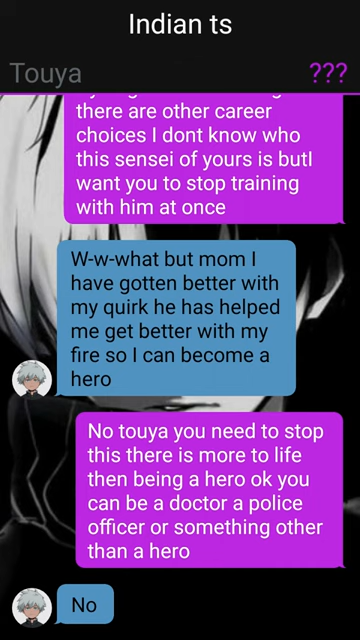 Indian ts
Touya
???
there are other career
choices I dont know who
this sensei of yours is butI
want you to stop training
with him at once
W-w-what but mom I
have gotten better with
my quirk he has helped
me get better with my
fire so I can become a
hero
No touya you need to stop
this there is more to life
then being a hero ok you
can be a doctor a police
officer or something other
than a hero
No